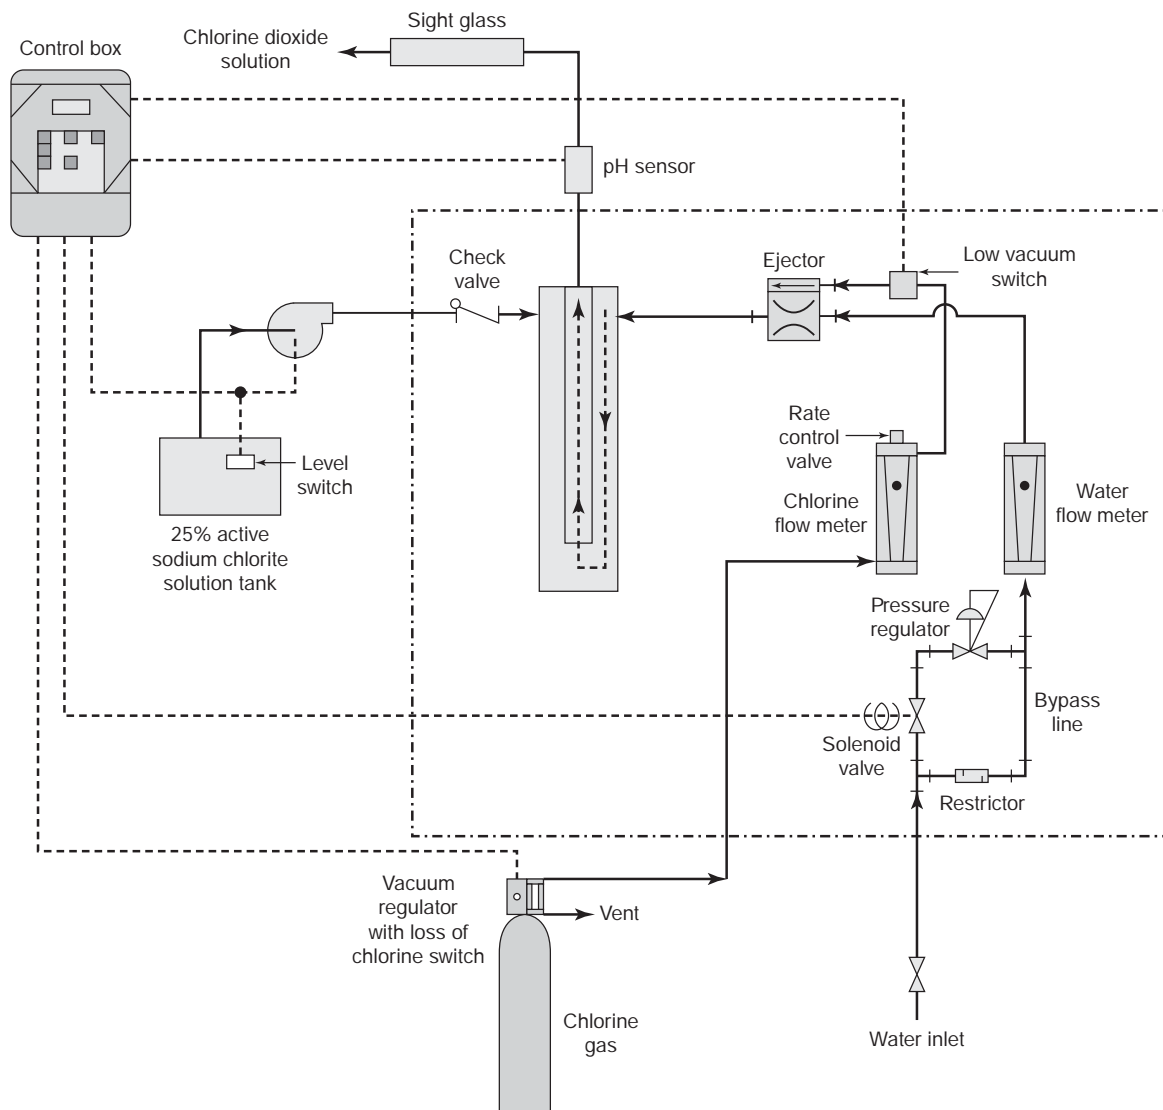 Sight glass
Chlorine dioxide
solution
Control box
pH sensor
Check
valve
Ejector
Low vacuum
switch
Rate
control
valve
Level
switch
Chlorine
flow meter
Water
flow meter
25% active
sodium chlorite
solution tank
Pressure
regulator
Bypass
line
Solenoid
valve
Restrictor
Vacuum
regulator
with loss of
chlorine switch
Vent
Chlorine
gas
Water inlet